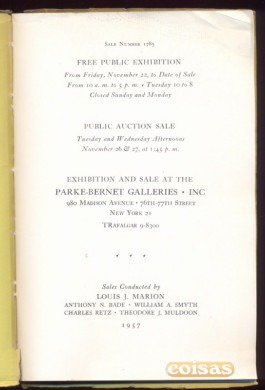 Sale Number 1789
FREE PUBLIC EXHIBITION
From Friday, November 22, to Date of Sale
From 10 a. m. to 5 p. m. • Tuesday 10 to 8
Closed Sunday and Monday
PUBLIC AUCTION SALE
Tuesday and Wednesday Afternoons
November 26 & 27, at 1:45 p. m.
EXHIBITION AND SALE AT THE
PARKE-BERNET GALLERIES • INC
980 MADISON AVENUE • 76TH-77TH STREET
NEW YORK 21
TRAFALGAR 9-8300
Sales Conducted by
LOUIS J. MARION
ANTHONY N. BADE • WILLIAM A. SMYTH
CHARLES RETZ • THEODORE J. MULDOON
1957
coisas